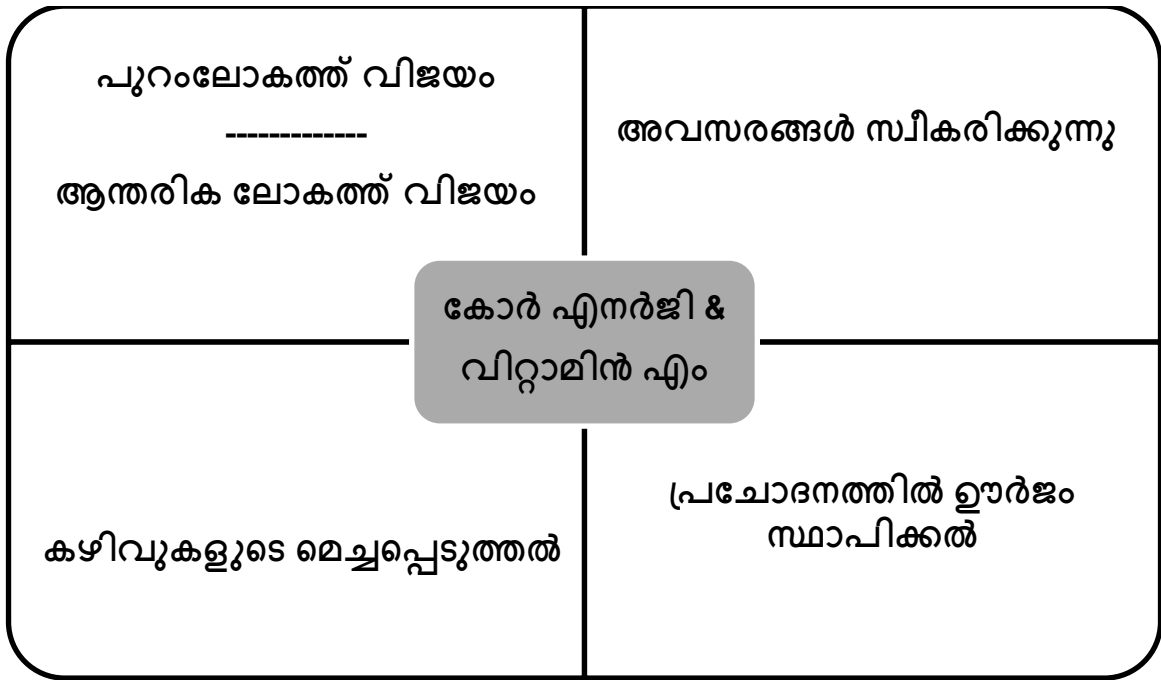 പുറംലോകത്ത് വിജയം
-------------
ആന്തരിക ലോകത്ത് വിജയം
അവസരങ്ങൾ സ്വീകരിക്കുന്നു
കോർ എനർജി &
വിറ്റാമിൻ എം
കഴിവുകളുടെ മെച്ചപ്പെടുത്തൽ
പ്രചോദനത്തിൽ ഊർജം
സ്ഥാപിക്കൽ